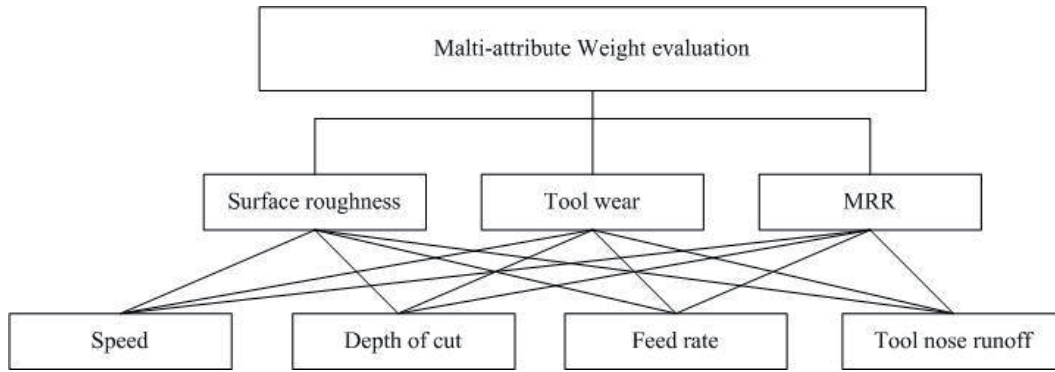 Malti-attribute Weight evaluation
Surface roughness
Tool wear
MRR
Speed
Depth of cut
Feed rate
Tool nose runoff